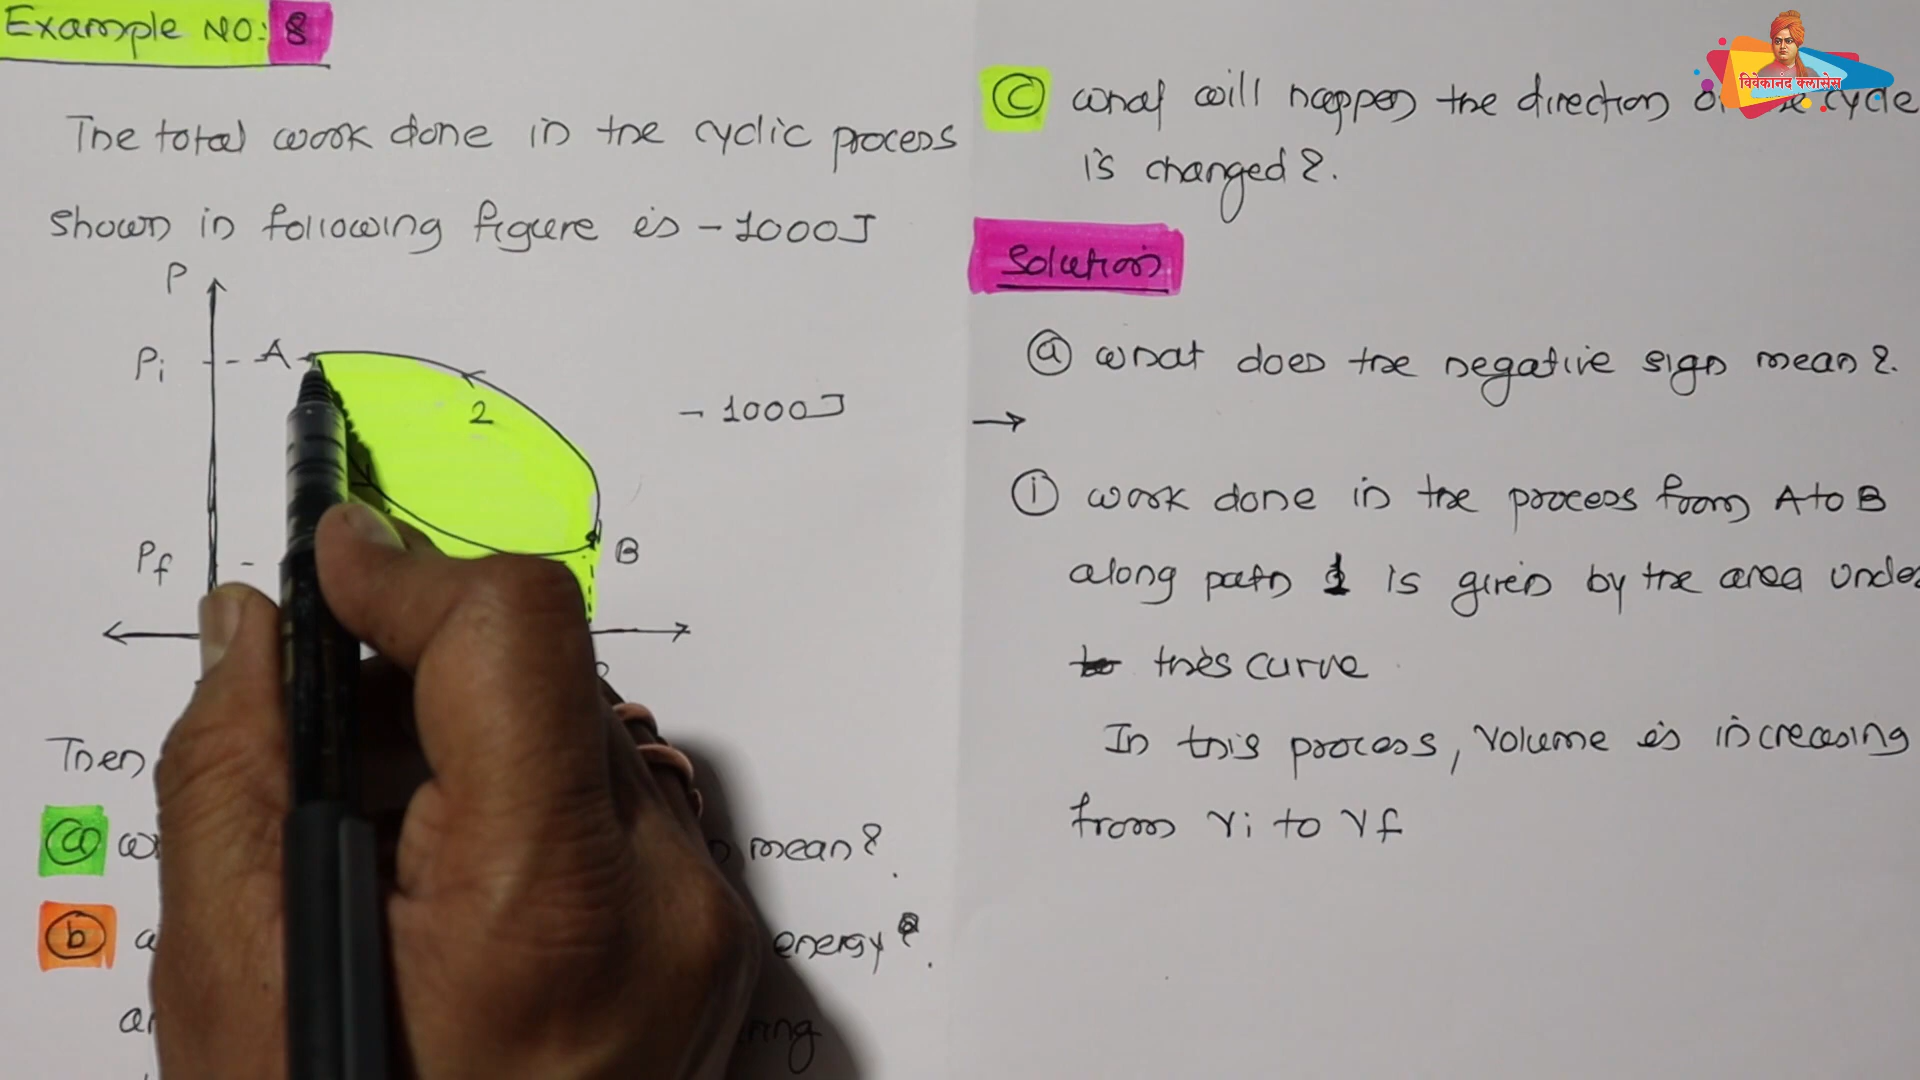 Example NO: 8
The total work done in the cyclic process
shown in following figure is - 1000J
P
Pi
A
2
- 1000J
Pf
B
Then
a
mean?
b
energy?
c what will happen the direction cycle
is changed?.
Solution
a what does the negative sign mean?.
→
i work done in the process from A to B
along path 1 is given by the area unde
this curve
In this process, volume is increasing
from Vi to Vf
विवेकानंद क्लासेस